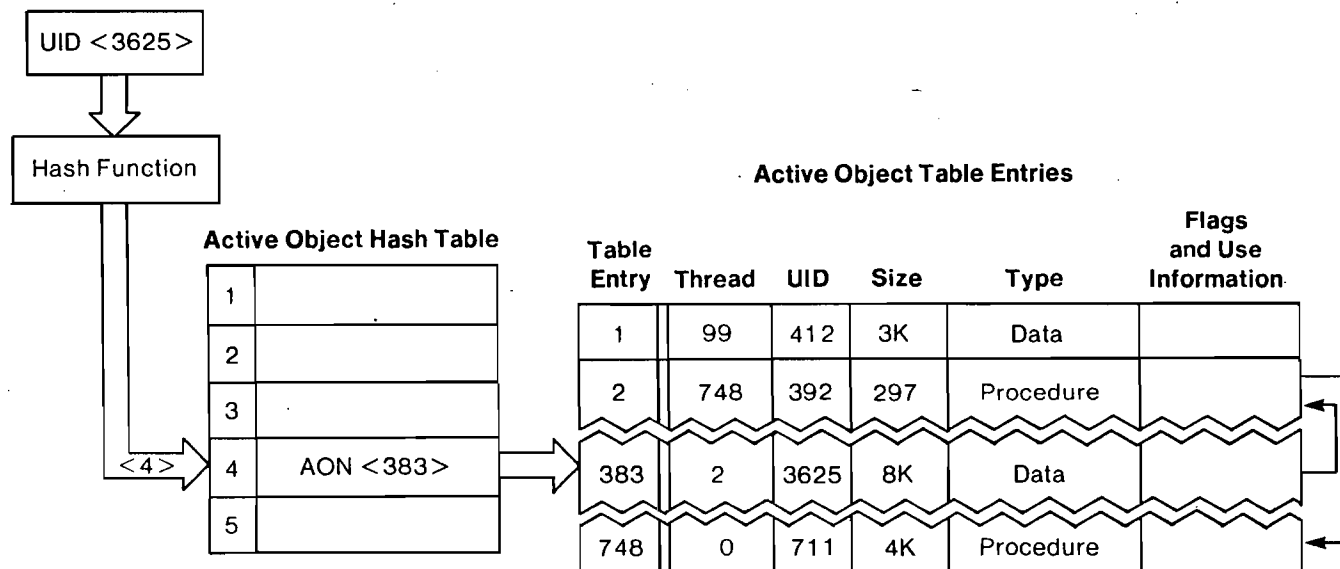 UID <3625>
Hash Function
<4>
Active Object Hash Table
1
2
3
4 AON <383>
5
Active Object Table Entries
Table Entry Thread UID Size Type Flags and Use Information
1 99 412 3K Data
2 748 392 297 Procedure
383 2 3625 8K Data
748 0 711 4K Procedure